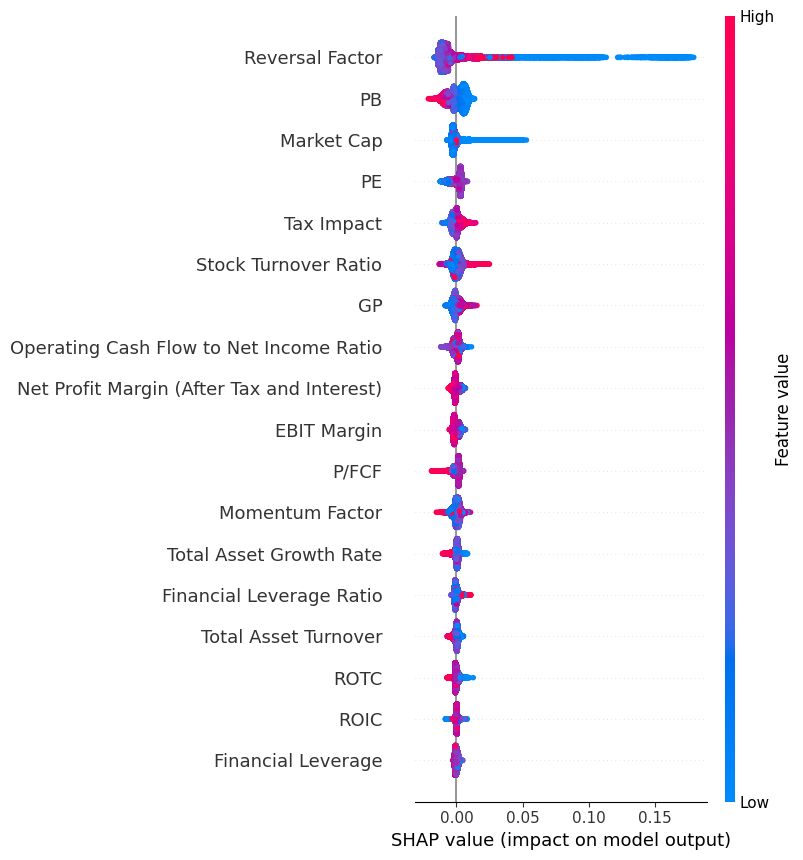 High
Reversal Factor
PB
Market Cap
PE
Tax Impact
Stock Turnover Ratio
GP
Operating Cash Flow to Net Income Ratio
Net Profit Margin (After Tax and Interest)
EBIT Margin
P/FCF
Momentum Factor
Total Asset Growth Rate
Financial Leverage Ratio
Total Asset Turnover
ROTC
ROIC
Financial Leverage
Feature value
Low
0.00 0.05 0.10 0.15
SHAP value (impact on model output)